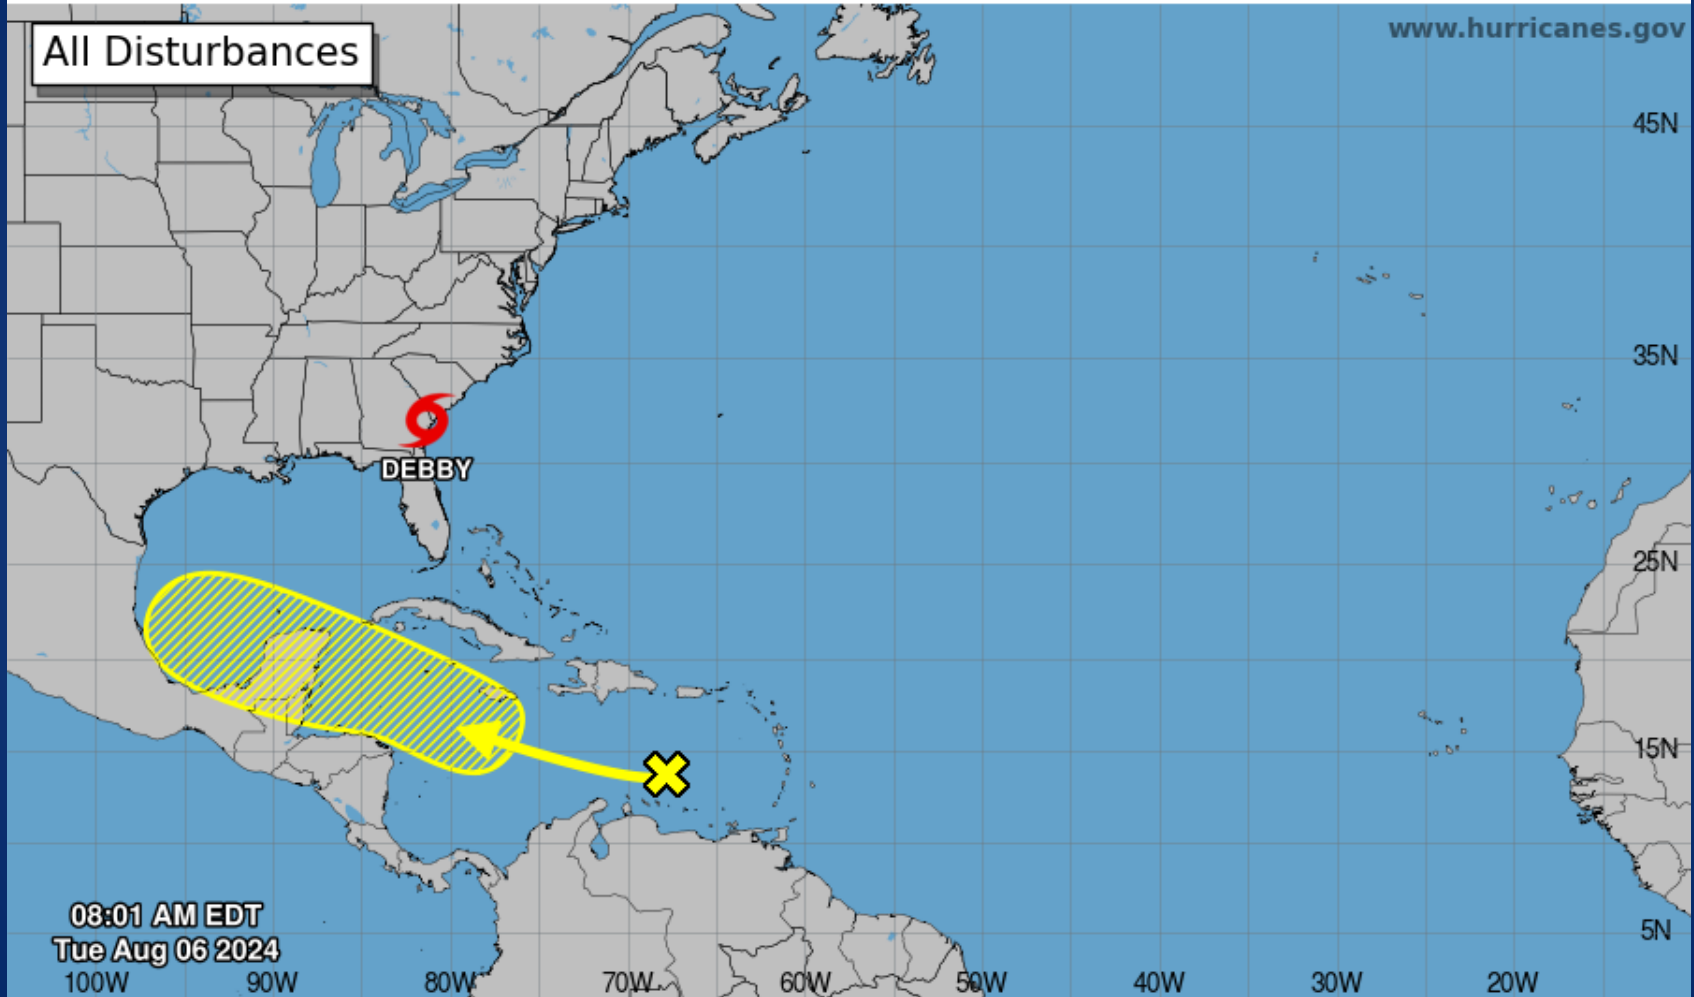 All Disturbances
www.hurricanes.gov
45N
35N
DEBBY
25N
15N
08:01 AM EDT
Tue Aug 06 2024
5N
100W 90W 80W 70W 60W 50W 40W 30W 20W